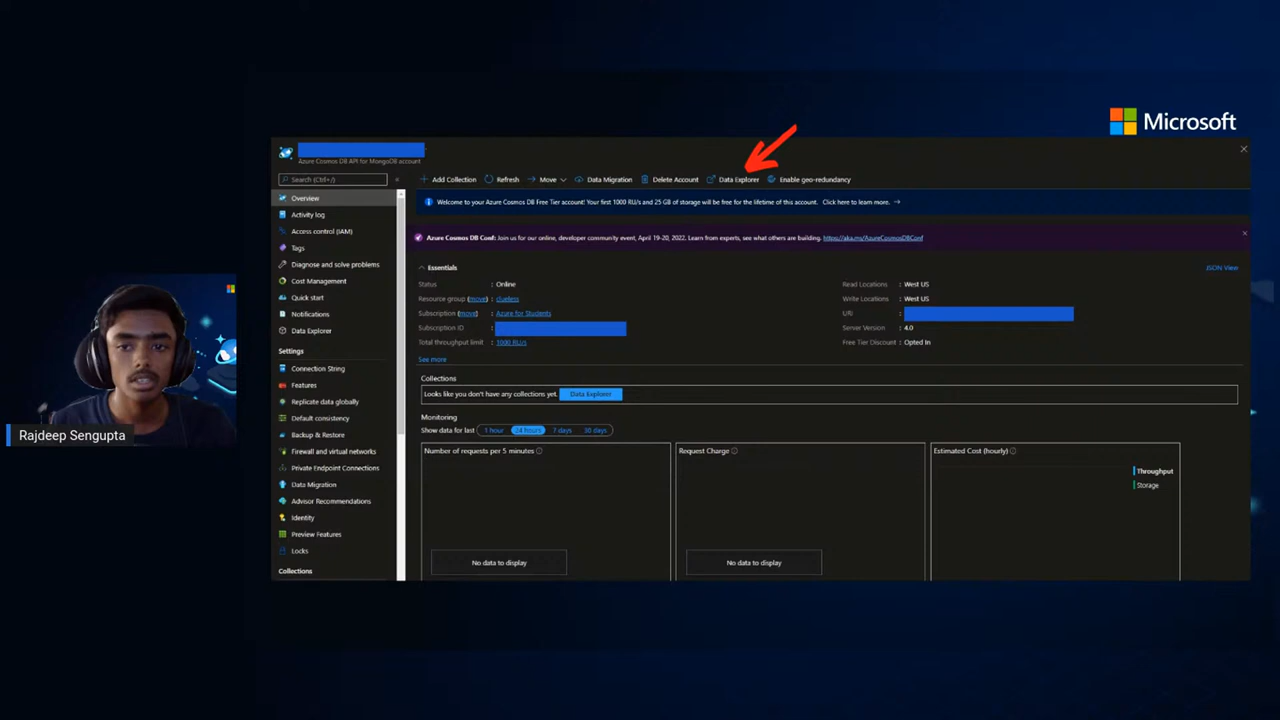 Microsoft
Azure Cosmos DB API for MongoDB account
Search (Ctrl+/)
«
Add Collection
Refresh
Move
Data Migration
Delete Account
Data Explorer
Enable geo-redundancy
Overview
Activity log
Access control (IAM)
Tags
Diagnose and solve problems
Cost Management
Quick start
Notifications
Data Explorer
Settings
Connection String
Features
Replicate data globally
Default consistency
Backup & Restore
Firewall and virtual networks
Private Endpoint Connections
Data Migration
Advisor Recommendations
Identity
Preview Features
Locks
Collections
Welcome to your Azure Cosmos DB Free Tier account! Your first 1000 RU/s and 25 GB of storage will be free for the lifetime of this account. Click here to learn more. →
Azure Cosmos DB Conf: Join us for our online, developer community event, April 19-20, 2022. Learn from experts, see what others are building. https://aka.ms/AzureCosmosDBConf
Essentials
JSON View
Status : Online
Resource group (move) : clueless
Subscription (move) : Azure for Students
Subscription ID :
Total throughput limit : 1000 RU/s
See more
Read Locations : West US
Write Locations : West US
URI :
Server Version : 4.0
Free Tier Discount : Opted In
Collections
Looks like you don't have any collections yet. Data Explorer
Monitoring
Show data for last 1 hour 24 hours 7 days 30 days
Number of requests per 5 minutes
No data to display
Request Charge
No data to display
Estimated Cost (hourly)
Throughput
Storage
Rajdeep Sengupta